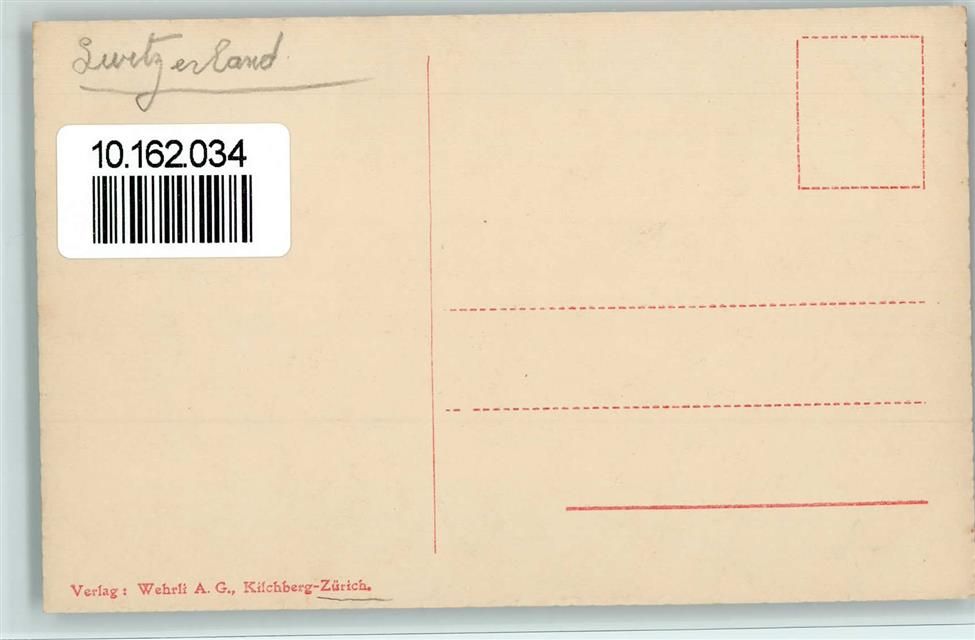 Switzerland
10.162.034
Verlag: Wehrli A. G., Kilchberg-Zürich.